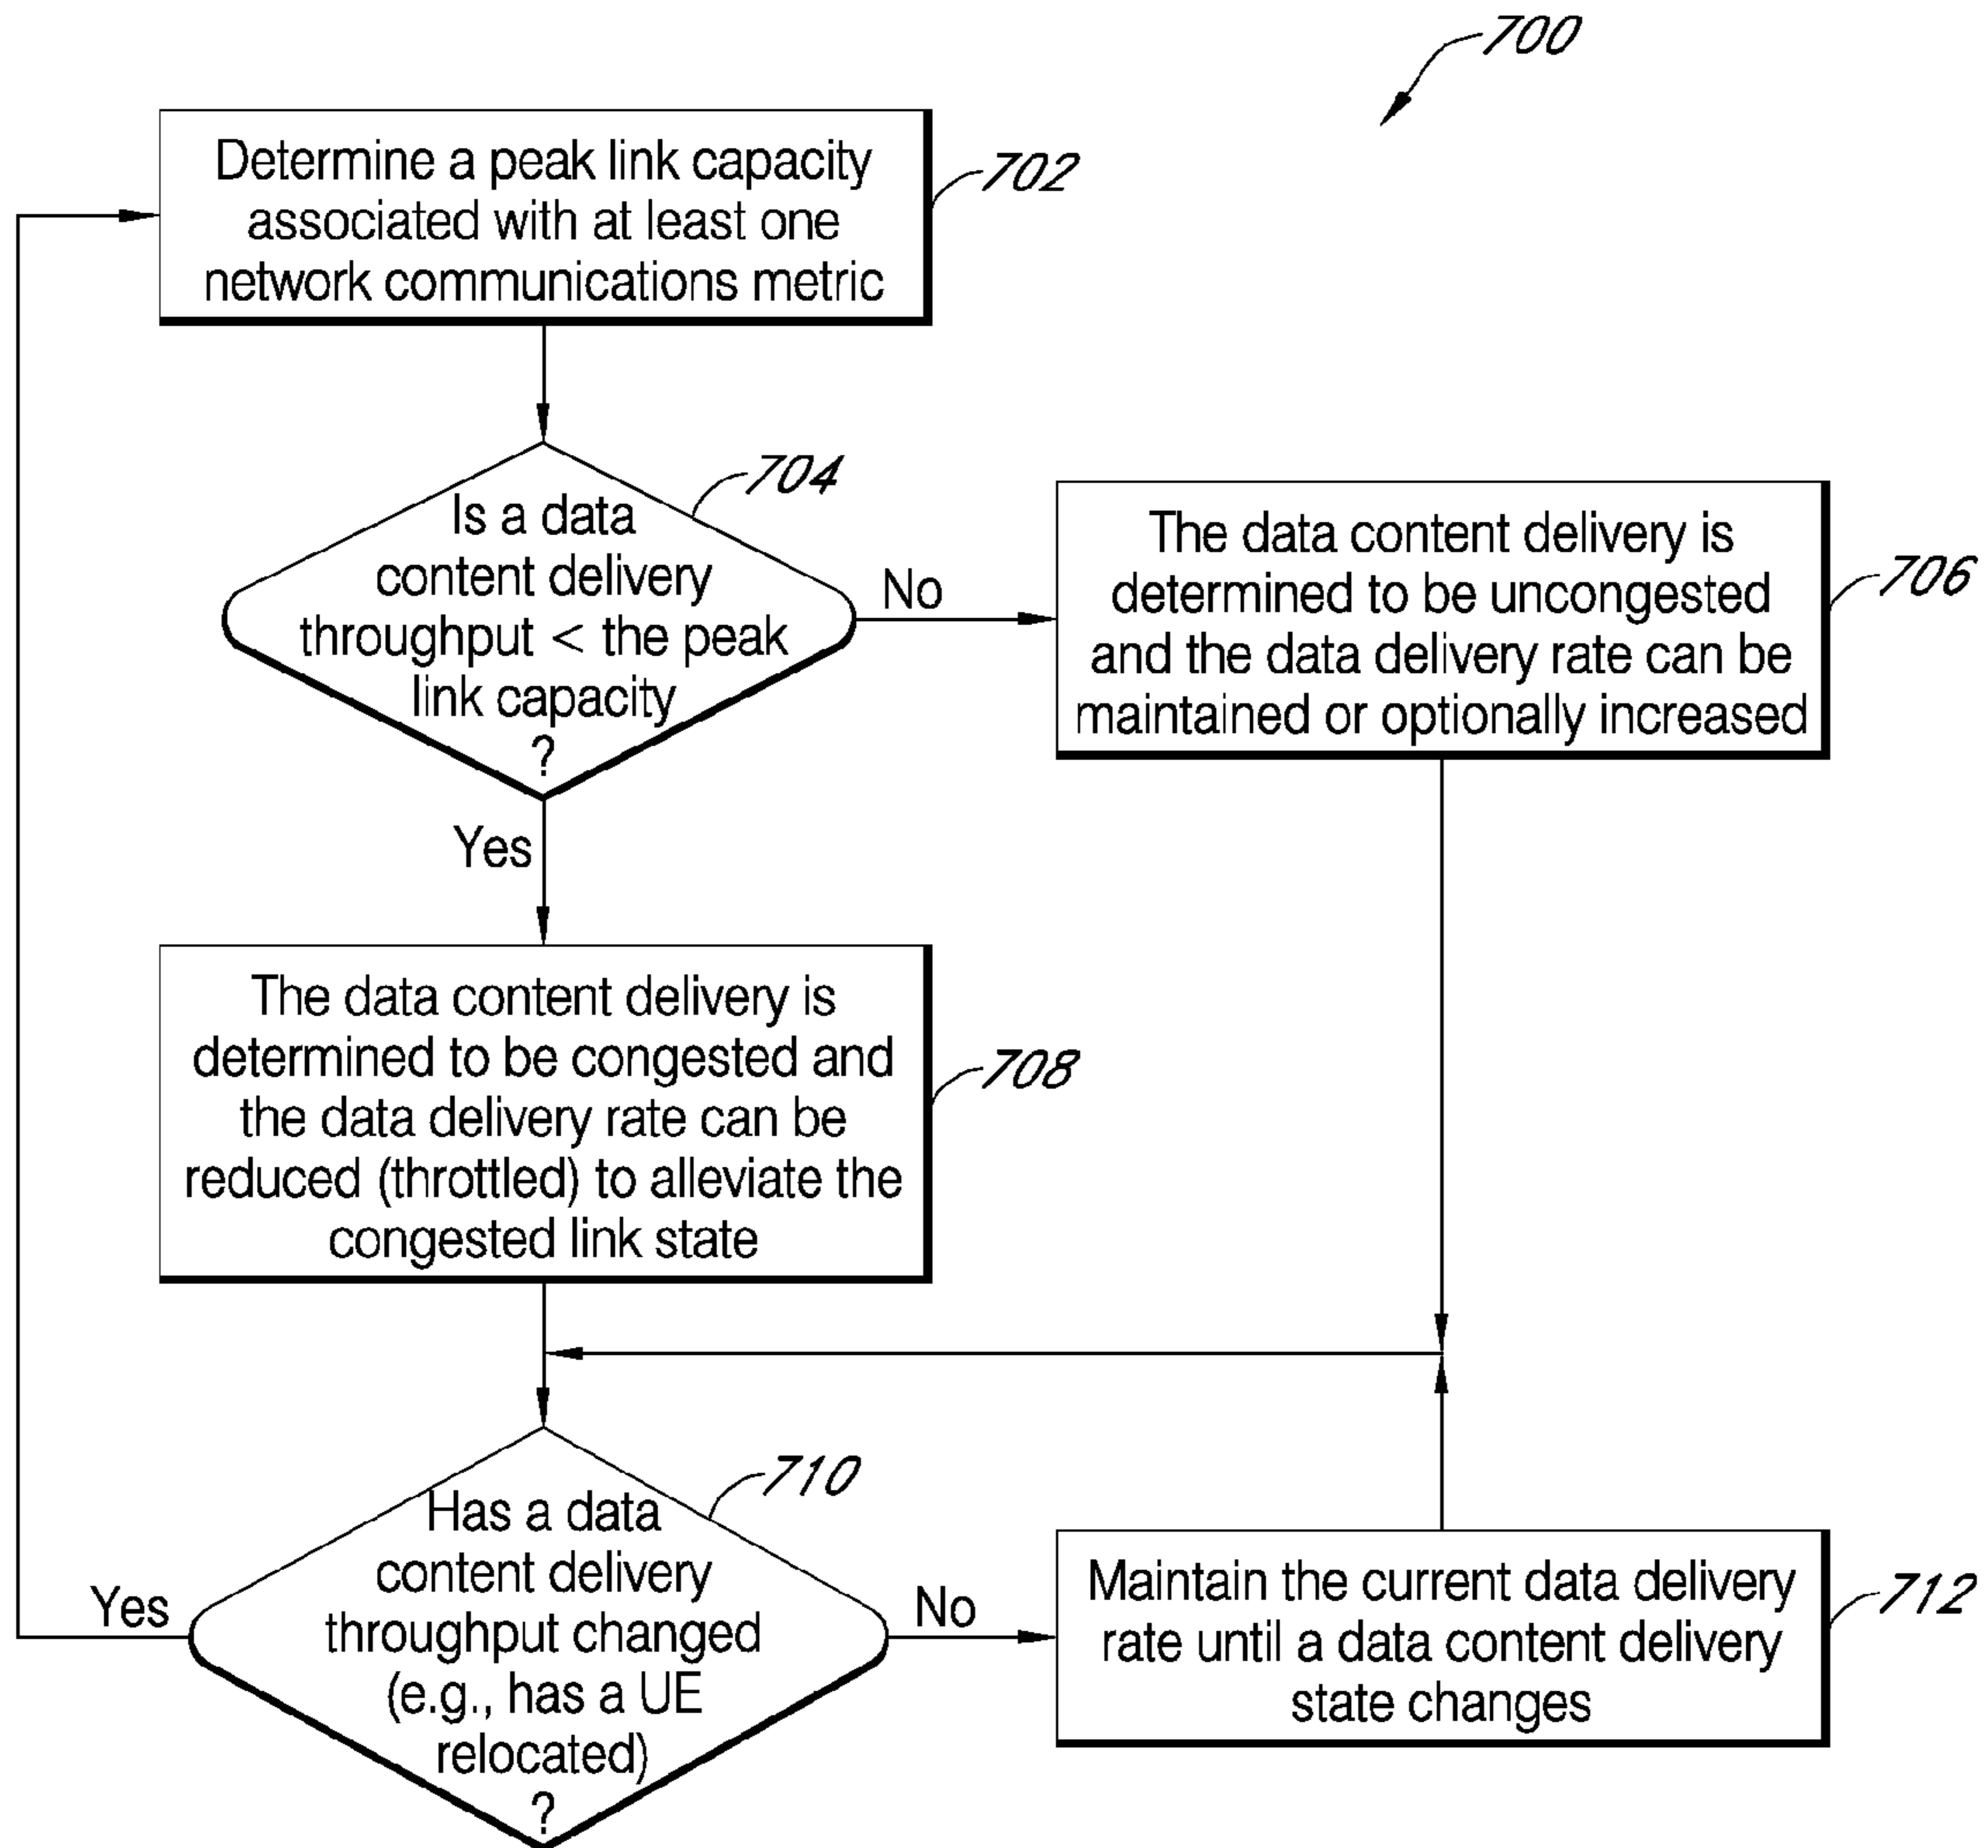 700
Determine a peak link capacity
associated with at least one
network communications metric
702
704
Is a data
content delivery
throughput < the peak
link capacity
?
No
The data content delivery is
determined to be uncongested
and the data delivery rate can be
maintained or optionally increased
706
Yes
The data content delivery is
determined to be congested and
the data delivery rate can be
reduced (throttled) to alleviate the
congested link state
708
710
Has a data
content delivery
throughput changed
(e.g., has a UE
relocated)
?
Yes
No
Maintain the current data delivery
rate until a data content delivery
state changes
712